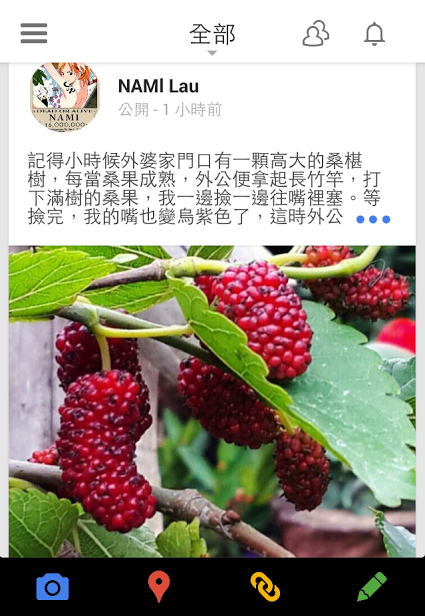 全部
DEAD OR ALIVE
NAMI
16,000,000-
NAMI Lau
公開 - 1 小時前
記得小時候外婆家門口有一顆高大的桑椹
樹，每當桑果成熟，外公便拿起長竹竿，打
下滿樹的桑果，我一邊撿一邊往嘴裡塞。等
撿完，我的嘴也變烏紫色了，這時外公